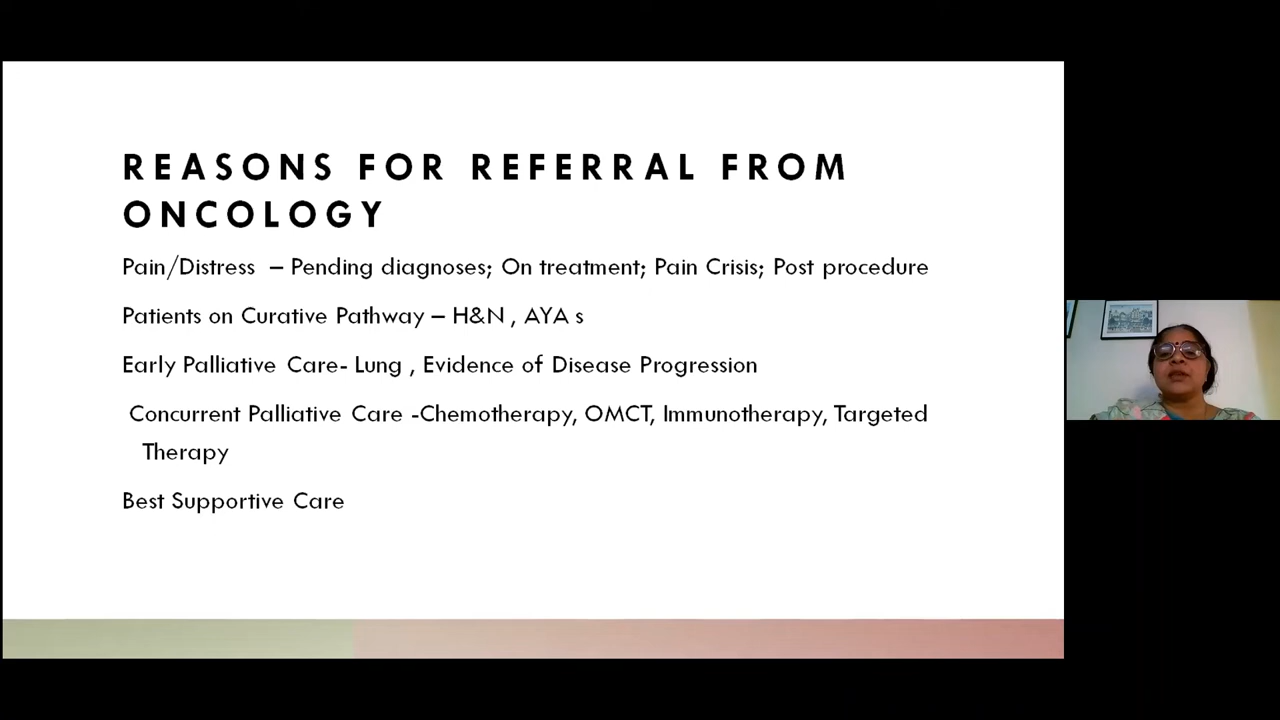 REASONS FOR REFERRAL FROM
ONCOLOGY
Pain/Distress – Pending diagnoses; On treatment; Pain Crisis; Post procedure
Patients on Curative Pathway – H&N , AYA s
Early Palliative Care- Lung , Evidence of Disease Progression
Concurrent Palliative Care -Chemotherapy, OMCT, Immunotherapy, Targeted
Therapy
Best Supportive Care